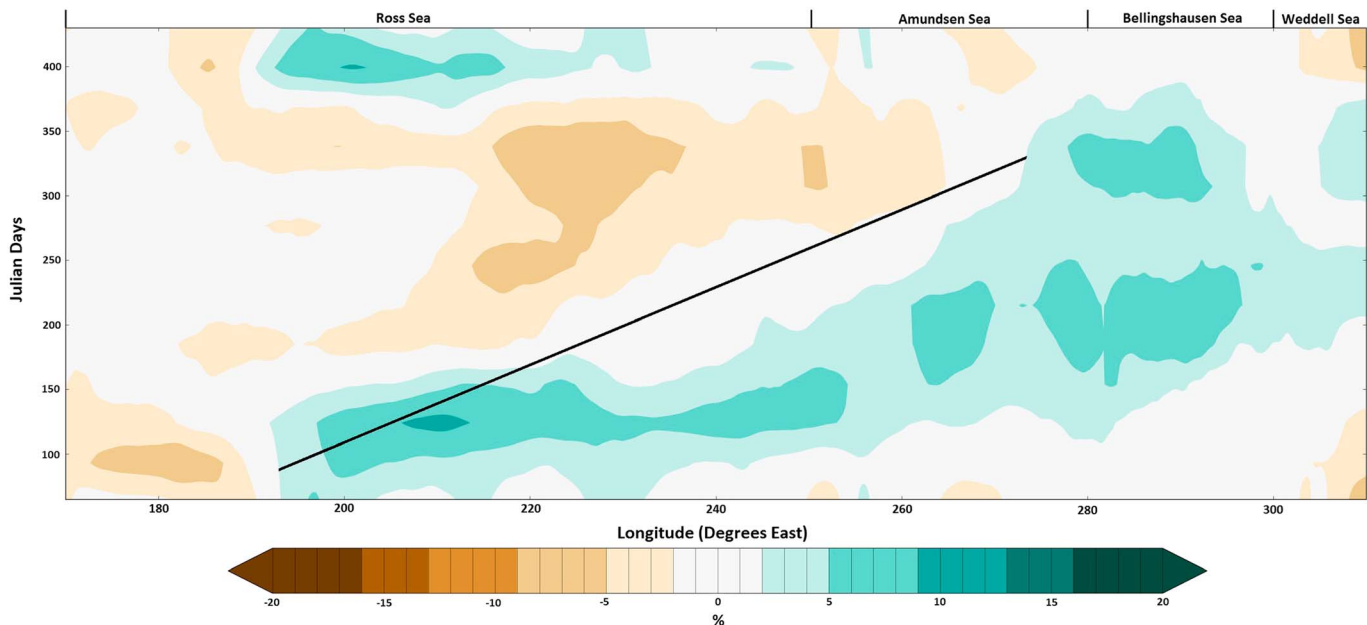 Ross Sea Amundsen Sea Bellingshausen Sea Weddell Sea
400
350
300
250
200
150
100
Julian Days
180 200 220 240 260 280 300
Longitude (Degrees East)
-20 -15 -10 -5 0 5 10 15 20
%